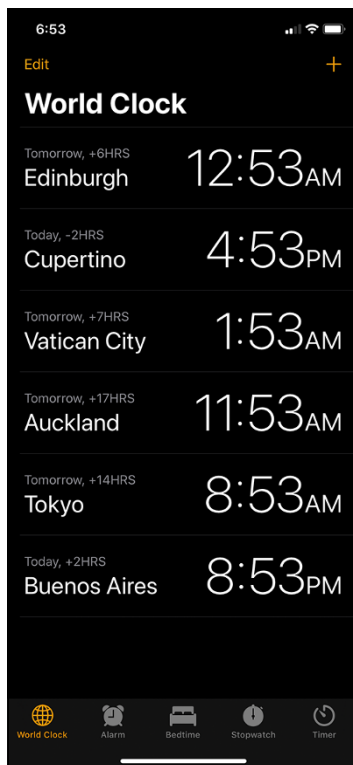 6:53
Edit
+
World Clock
Tomorrow, +6HRS
Edinburgh
12:53AM
Today, -2HRS
Cupertino
4:53PM
Tomorrow, +7HRS
Vatican City
1:53AM
Tomorrow, +17HRS
Auckland
11:53AM
Tomorrow, +14HRS
Tokyo
8:53AM
Today, +2HRS
Buenos Aires
8:53PM
World Clock
Alarm
Bedtime
Stopwatch
Timer